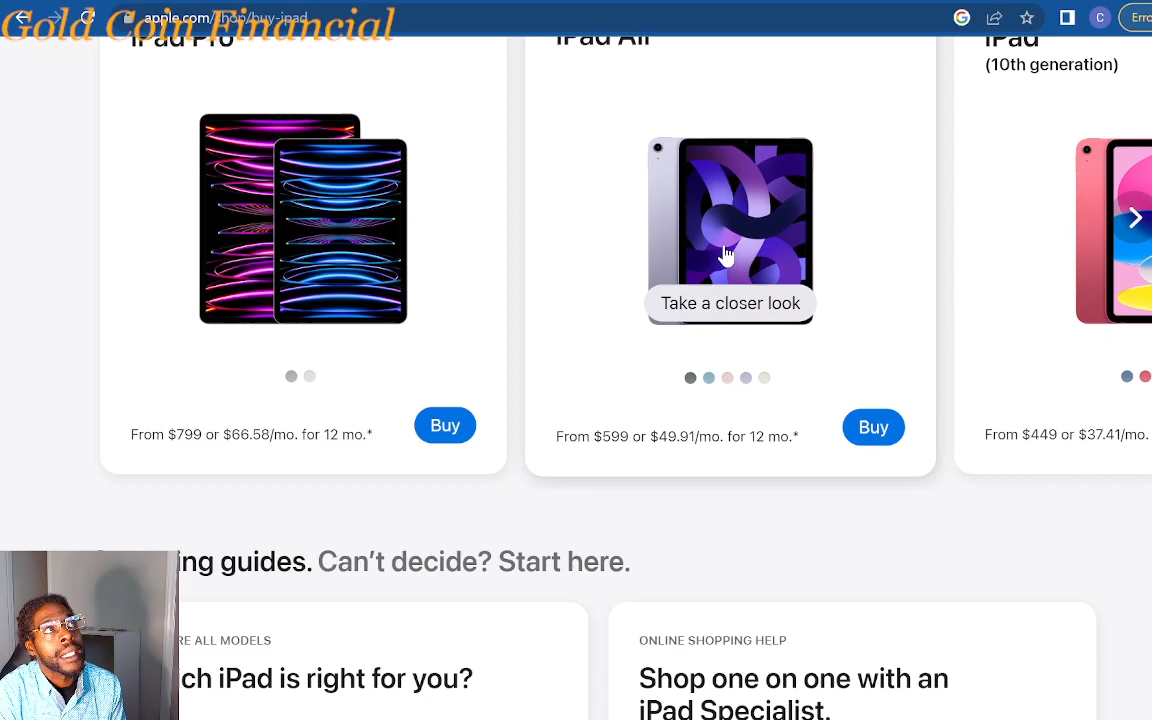 Gold Coin Financial
apple.com/shop/buy-ipad
C
Erro
iPad Pro
iPad Air
iPad
(10th generation)
Take a closer look
From $799 or $66.58/mo. for 12 mo.*
Buy
From $599 or $49.91/mo. for 12 mo.*
Buy
From $449 or $37.41/mo.
ing guides. Can't decide? Start here.
RE ALL MODELS
ch iPad is right for you?
ONLINE SHOPPING HELP
Shop one on one with an
iPad Specialist.